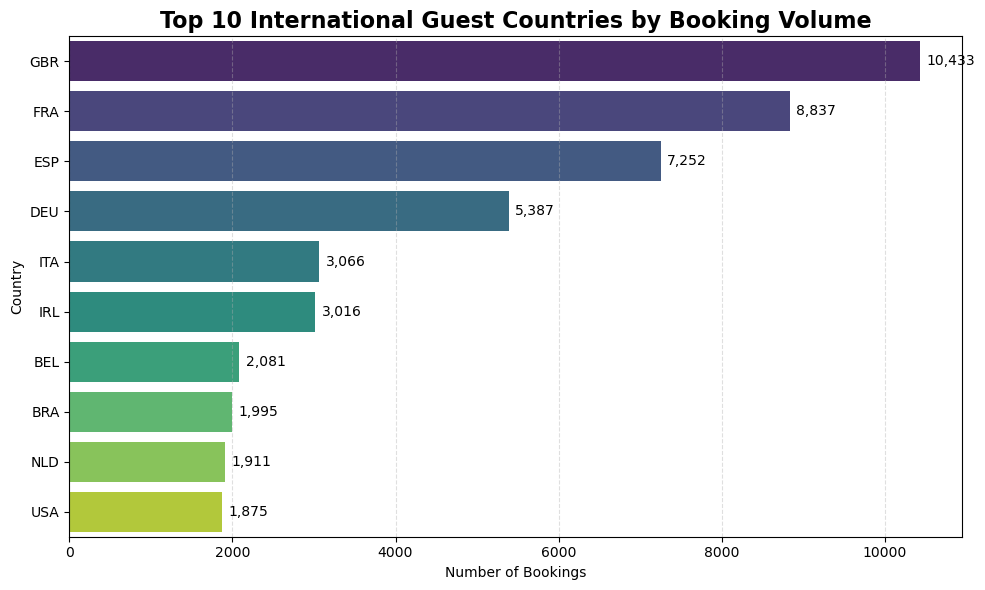 Top 10 International Guest Countries by Booking Volume
GBR 10,433
FRA 8,837
ESP 7,252
DEU 5,387
ITA 3,066
IRL 3,016
BEL 2,081
BRA 1,995
NLD 1,911
USA 1,875
Country
0 2000 4000 6000 8000 10000
Number of Bookings